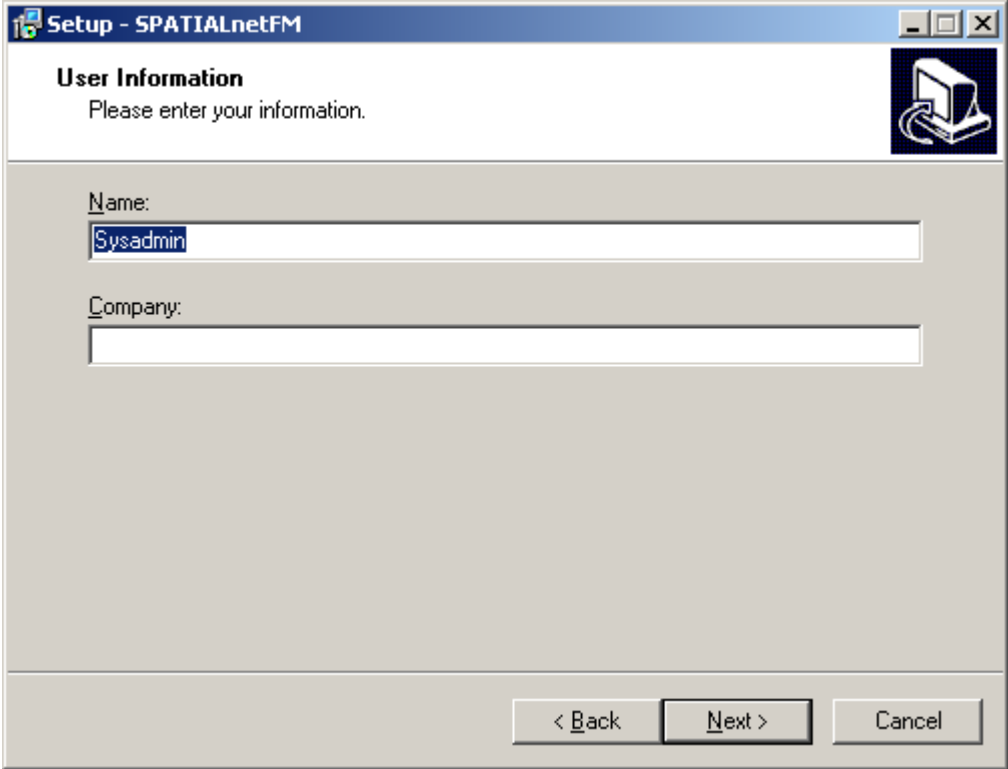 Setup - SPATIALnetFM
User Information
Please enter your information.
Name:
Sysadmin
Company:
< Back Next > Cancel